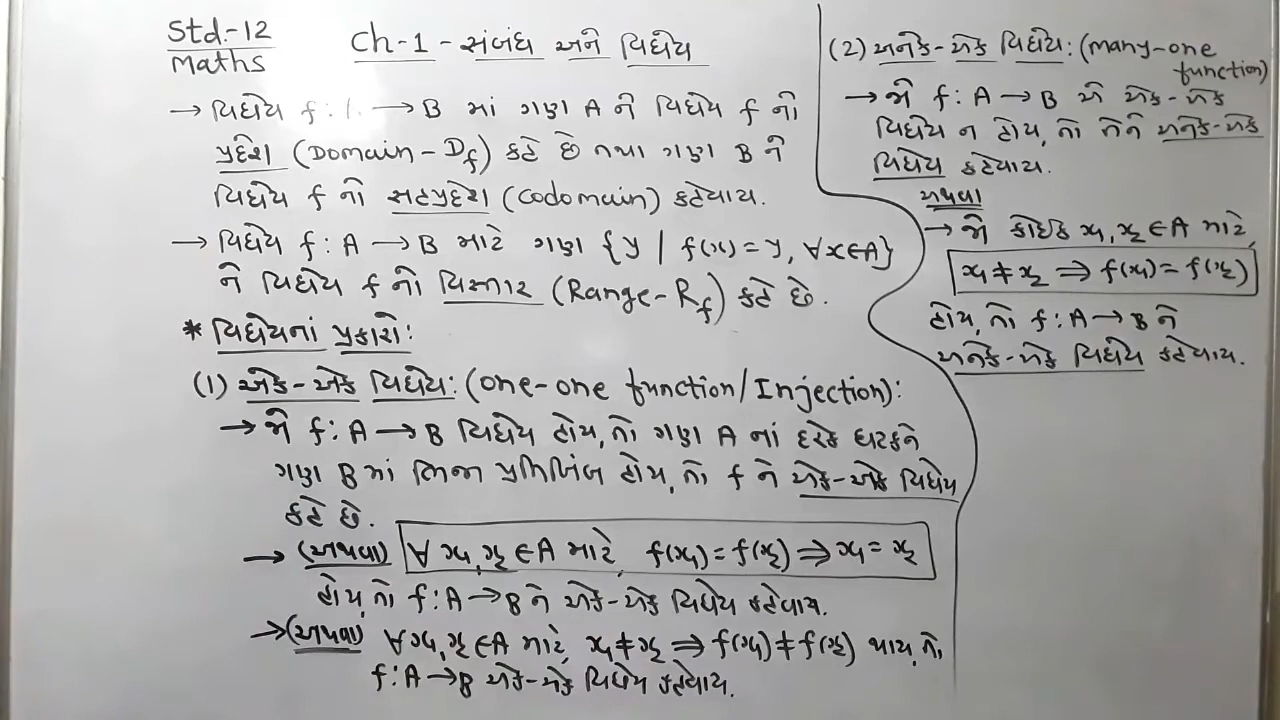 Std:-12
Maths
Ch-1 - સંબંધ અને વિધેય
→ વિધેય f : → B માં ગણ A ને વિધેય f નો
પ્રદેશ (Domain - Df) કહે છે તથા ગણ B ને
વિધેય f નો સહપ્રદેશ (Codomain) કહેવાય.
→ વિધેય f : A → B માટે ગણ {y / f(x) = y, ∀x∈A}
ને વિધેય f નો વિસ્તાર (Range - Rf) કહે છે.
* વિધેયનાં પ્રકારો:
(1) એક-એક વિધેય: (one-one function/Injection):
→ જો f : A → B વિધેય હોય, તો ગણ A નાં દરેક ઘટકને
ગણ B માં ભિન્ન પ્રતિબિંબ હોય, તો f ને એક-એક વિધેય
કહે છે.
→ (અથવા) ∀ x₁, x₂ ∈ A માટે, f(x₁) = f(x₂) ⇒ x₁ = x₂
હોય, તો f : A → B ને એક-એક વિધેય કહેવાય.
→ (અથવા) ∀ x₁, x₂ ∈ A માટે, x₁ ≠ x₂ ⇒ f(x₁) ≠ f(x₂) થાય, તો
f : A → B એક-એક વિધેય કહેવાય.
(2) અનેક-એક વિધેય: (many-one
function)
→ જો f : A → B એ એક-એક
વિધેય ન હોય, તો તેને અનેક-એક
વિધેય કહેવાય.
અથવા
→ જો કોઈક x₁, x₂ ∈ A માટે,
x₁ ≠ x₂ ⇒ f(x₁) = f(x₂)
હોય, તો f : A → B ને
અનેક-એક વિધેય કહેવાય.